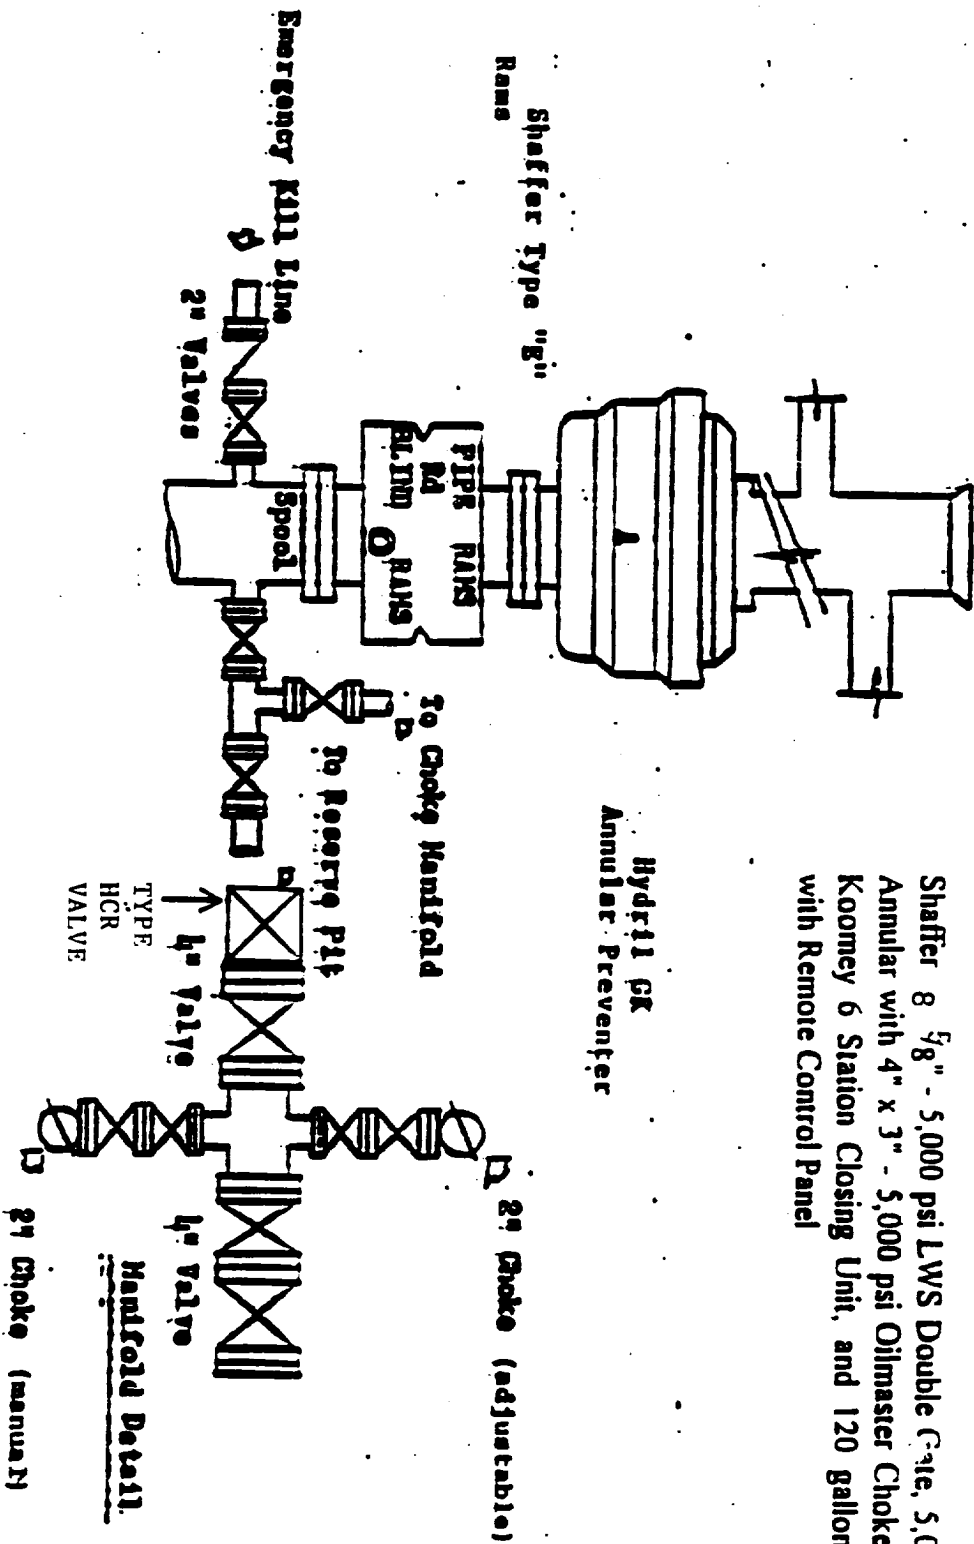 Shaffer 8 5/8" - 5,000 psi LWS Double
Annular with 4" x 3" - 5,000 psi Oilmaster Choke
Koomey 6 Station Closing Unit, and 120 gallon
with Remote Control Panel
Hydril GK
Annular Preventer
Shaffer Type "E"
Rams
PIPE RAMS
BLIND RAMS
Spool
Emergency Kill Line
2" Valves
To Choke Manifold
To Reserve Pit
TYPE
HCR
VALVE
4" Valve
4" Valve
2" Choke (adjustable)
Manifold Detail
2" Choke (manual)